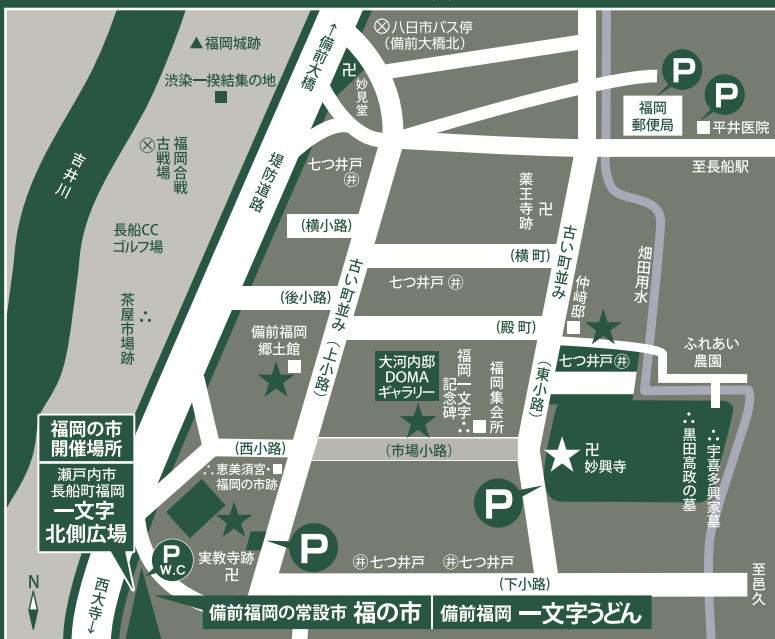 ▲福岡城跡
渋染一揆結集の地
←備前大橋
八日市バス停
(備前大橋北)
卍
妙見堂
P
福岡
郵便局
P
平井医院
至長船駅
吉井川
福岡合戦
古戦場
堤防道路
七つ井戸
井
長船CC
ゴルフ場
(横小路)
薬王寺跡
卍
古い町並み
(横町)
畑田用水
古い町並み
(上小路)
七つ井戸 井
(後小路)
仲﨑邸
茶屋市場跡
備前福岡
郷土館
(殿町)
七つ井戸 井
ふれあい
農園
大河内邸
DOMA
ギャラリー
福岡一文字
記念碑
福岡集会所
(東小路)
福岡の市
開催場所
瀬戸内市
長船町福岡
一文字
北側広場
(西小路)
(市場小路)
恵美須宮・
福岡の市跡
卍
妙興寺
黒田高政の墓
宇喜多興家墓
P
P
W.C
実教寺跡
卍
P
井 七つ井戸
井 七つ井戸
(下小路)
至邑久
N
西大寺→
備前福岡の常設市 福の市
備前福岡 一文字うどん